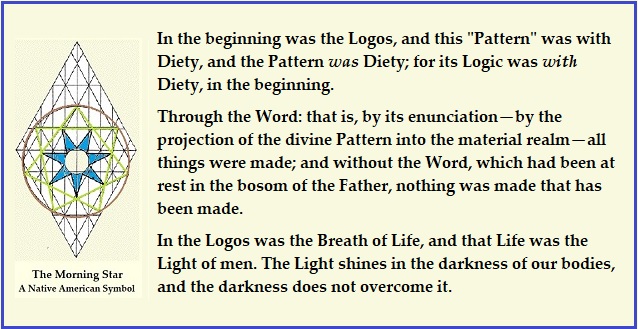 In the beginning was the Logos, and this "Pattern" was with
Diety, and the Pattern was Diety; for its Logic was with
Diety, in the beginning.
Through the Word: that is, by its enunciation—by the
projection of the divine Pattern into the material realm—all
things were made; and without the Word, which had been at
rest in the bosom of the Father, nothing was made that has
been made.
In the Logos was the Breath of Life, and that Life was the
Light of men. The Light shines in the darkness of our bodies,
and the darkness does not overcome it.
The Morning Star
A Native American Symbol